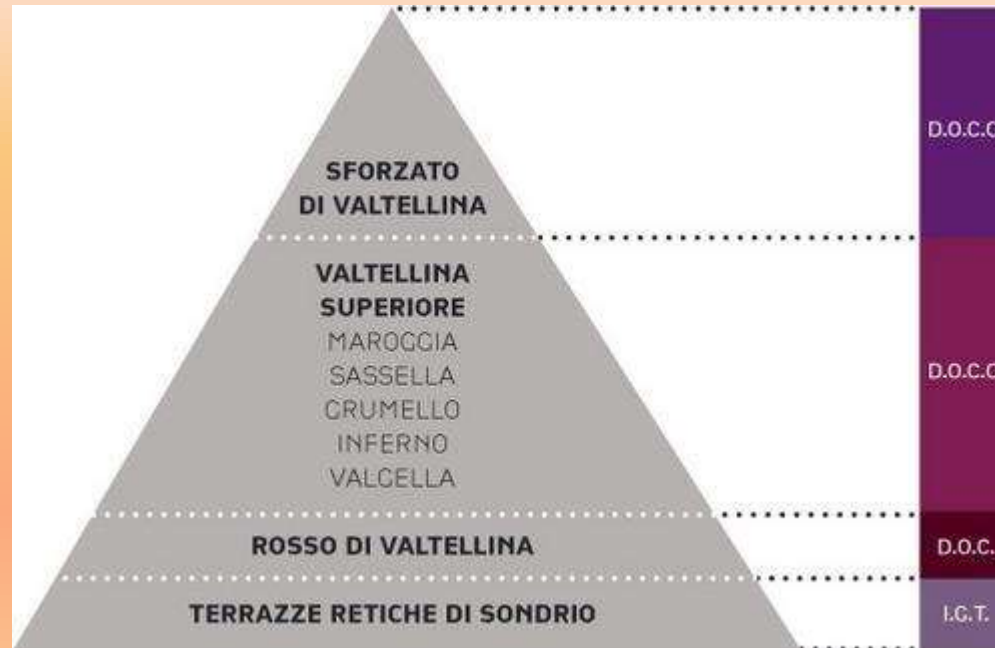 SFORZATO
DI VALTELLINA
VALTELLINA
SUPERIORE
MAROGGIA
SASSELLA
GRUMELLO
INFERNO
VALGELLA
ROSSO DI VALTELLINA
TERRAZZE RETICHE DI SONDRIO
D.O.C.G
D.O.C.G
D.O.C.
I.G.T.